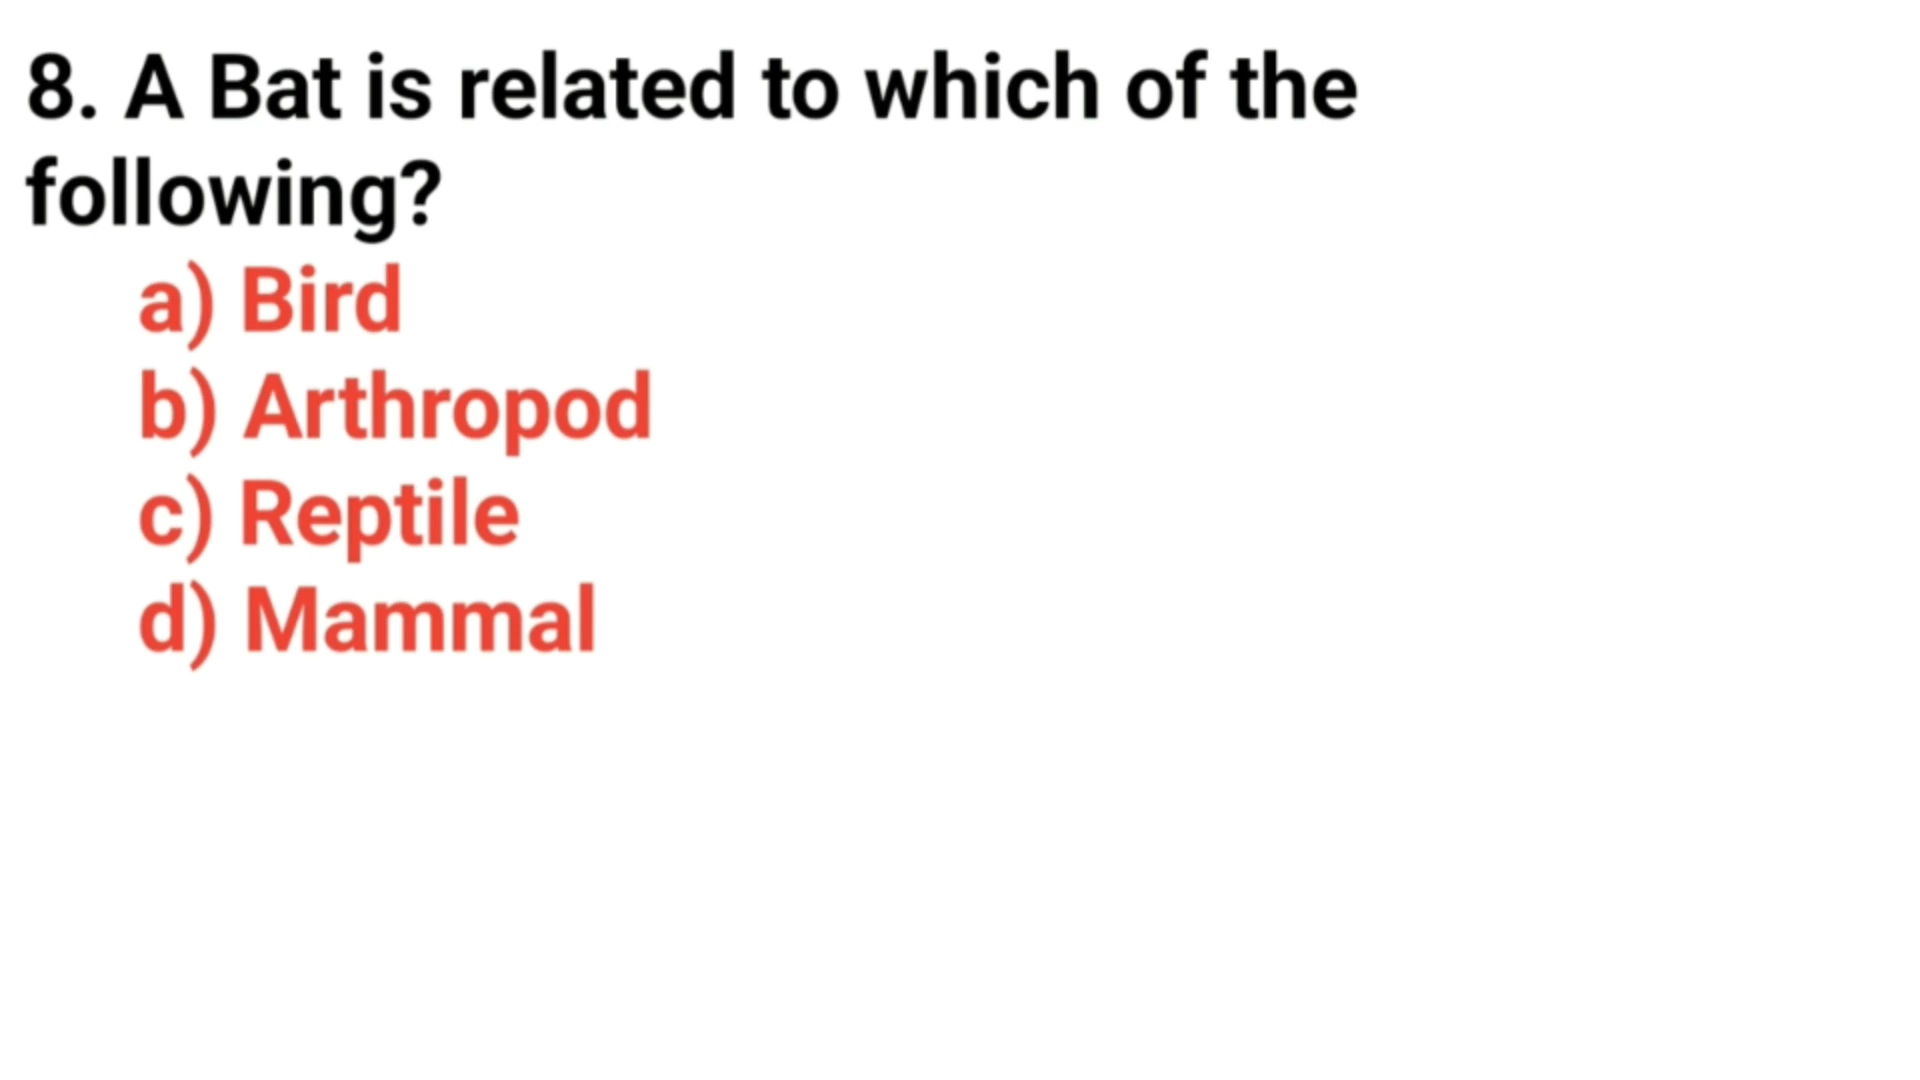 8. A Bat is related to which of the
following?
a) Bird
b) Arthropod
c) Reptile
d) Mammal